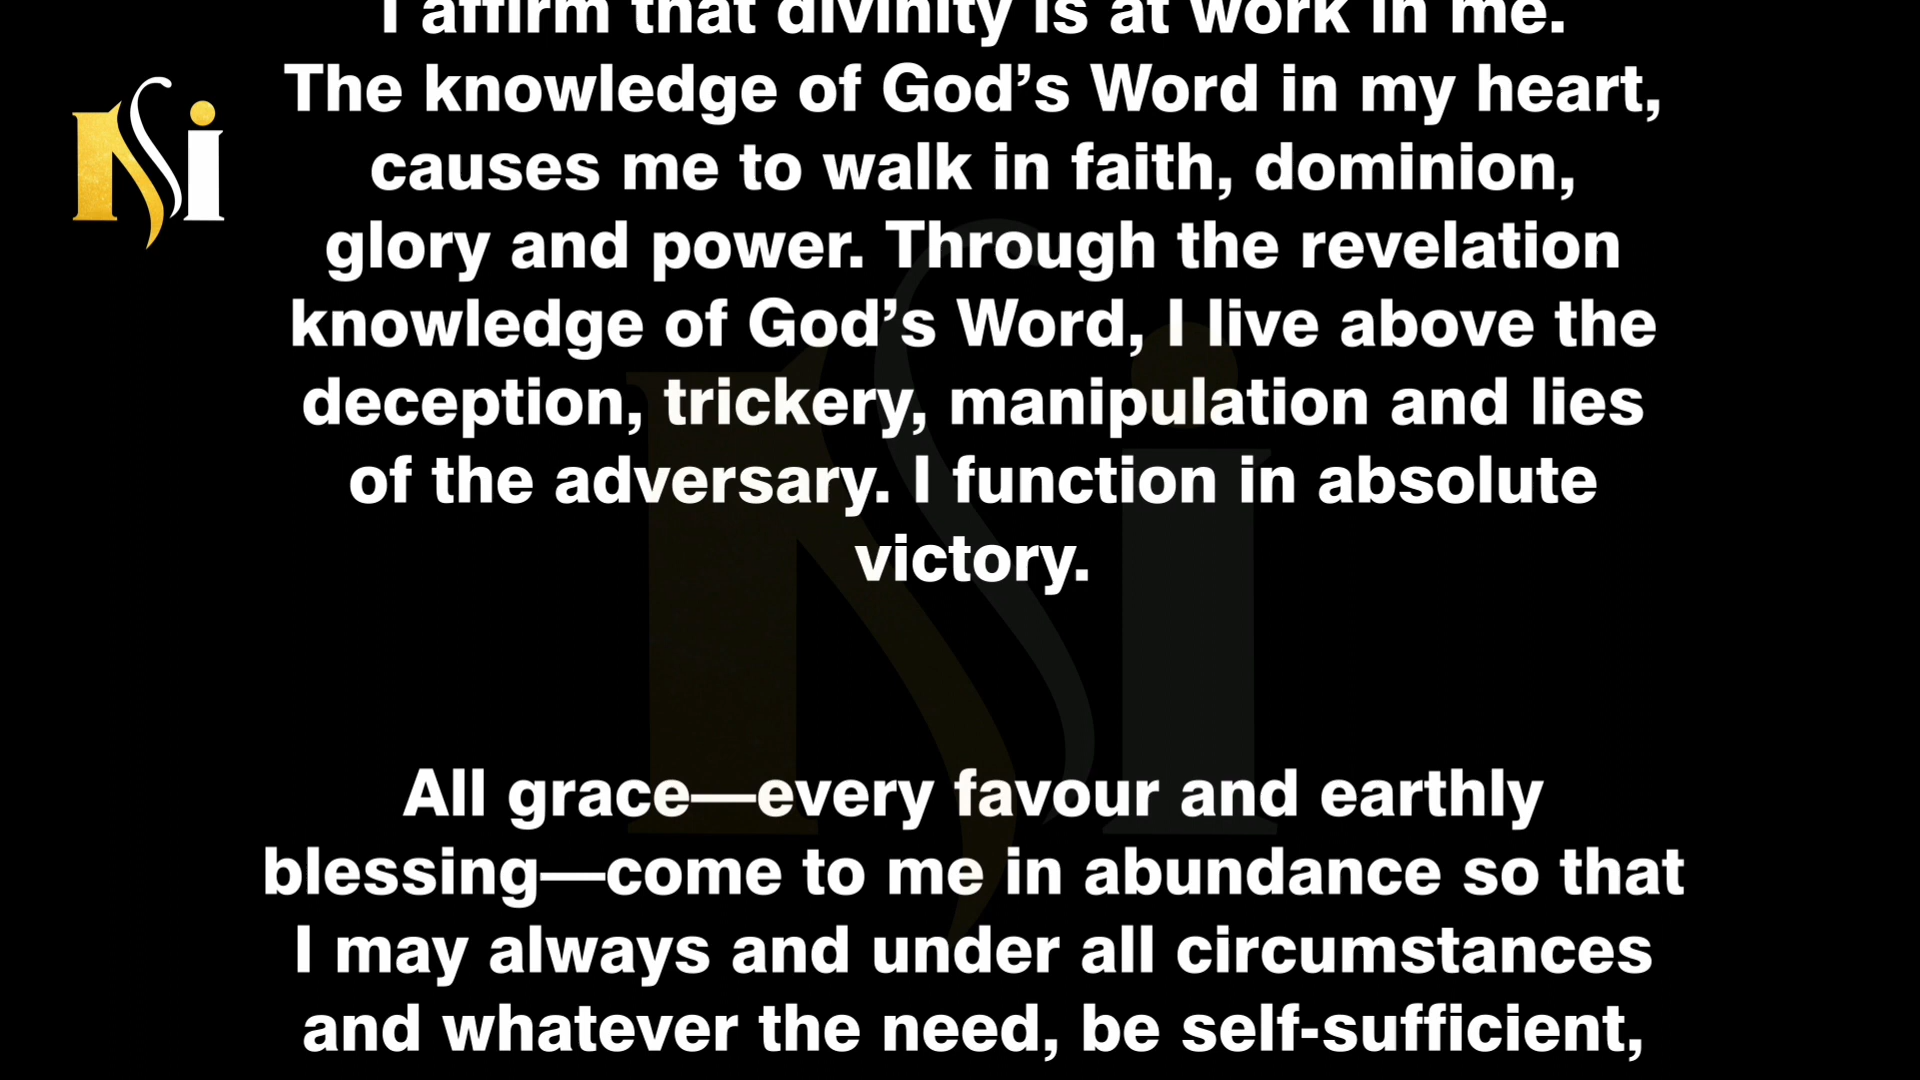 I affirm that divinity is at work in me.
The knowledge of God’s Word in my heart,
causes me to walk in faith, dominion,
glory and power. Through the revelation
knowledge of God’s Word, I live above the
deception, trickery, manipulation and lies
of the adversary. I function in absolute
victory.
All grace—every favour and earthly
blessing—come to me in abundance so that
I may always and under all circumstances
and whatever the need, be self-sufficient,